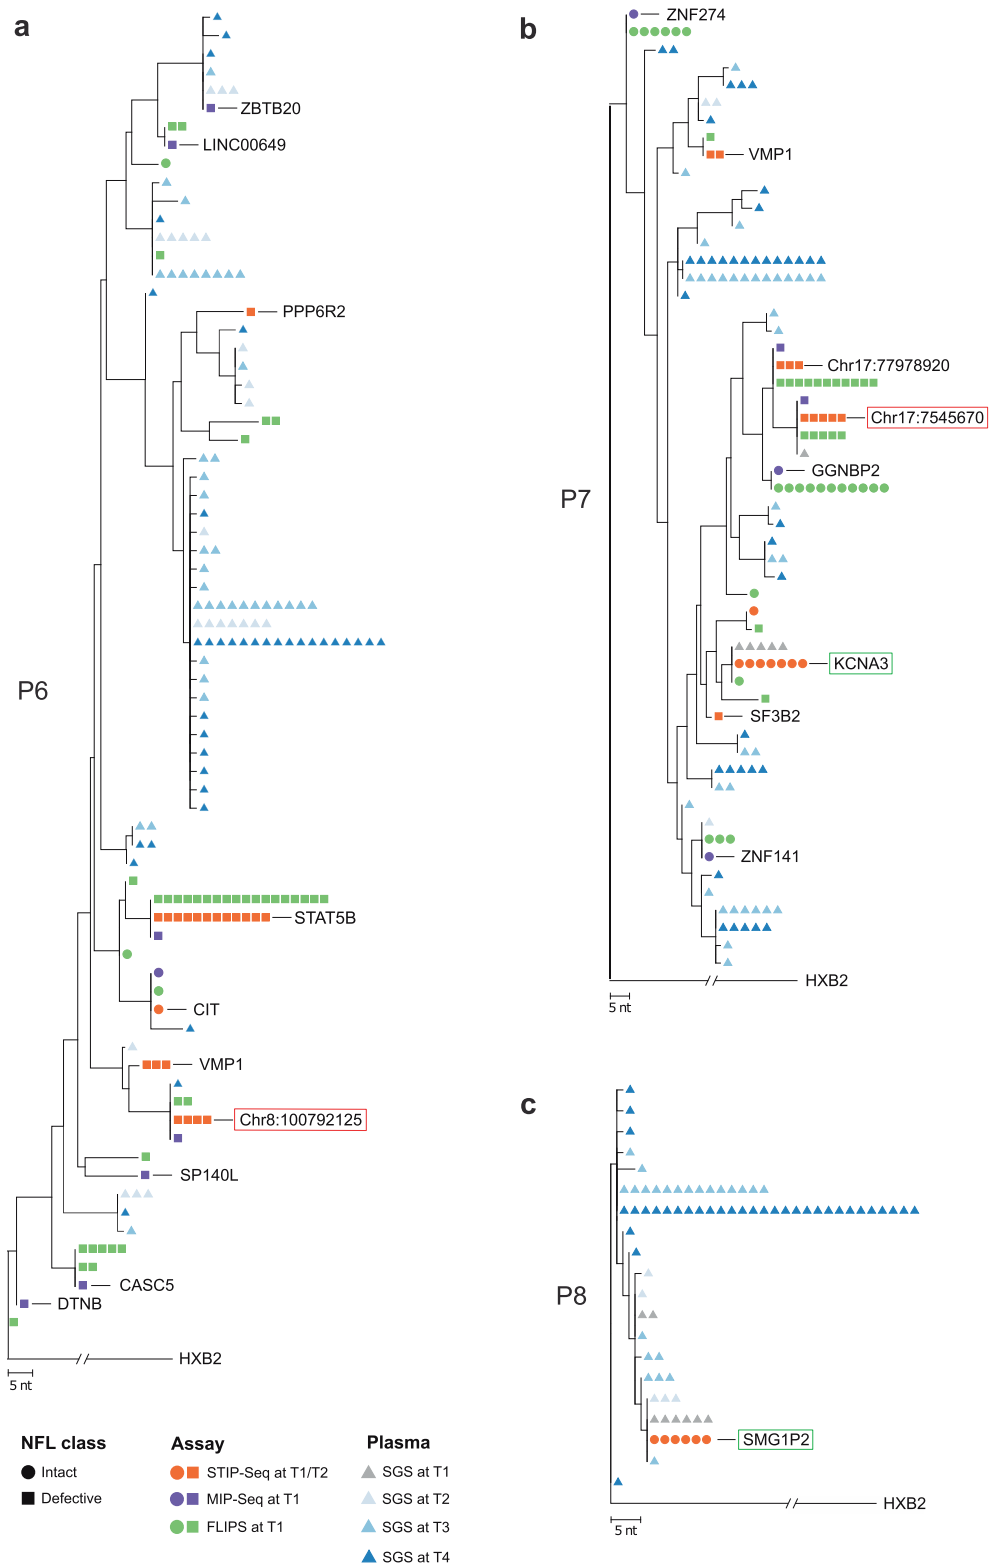 a
ZBTB20
LINC00649
PPP6R2
P6
STAT5B
CIT
VMP1
Chr8:100792125
SP140L
CASC5
DTNB
HXB2
5 nt
b
ZNF274
VMP1
Chr17:77978920
Chr17:7545670
GGNBP2
P7
KCNA3
SF3B2
ZNF141
HXB2
5 nt
c
P8
SMG1P2
HXB2
5 nt
NFL class
Intact
Defective
Assay
STIP-Seq at T1/T2
MIP-Seq at T1
FLIPS at T1
Plasma
SGS at T1
SGS at T2
SGS at T3
SGS at T4